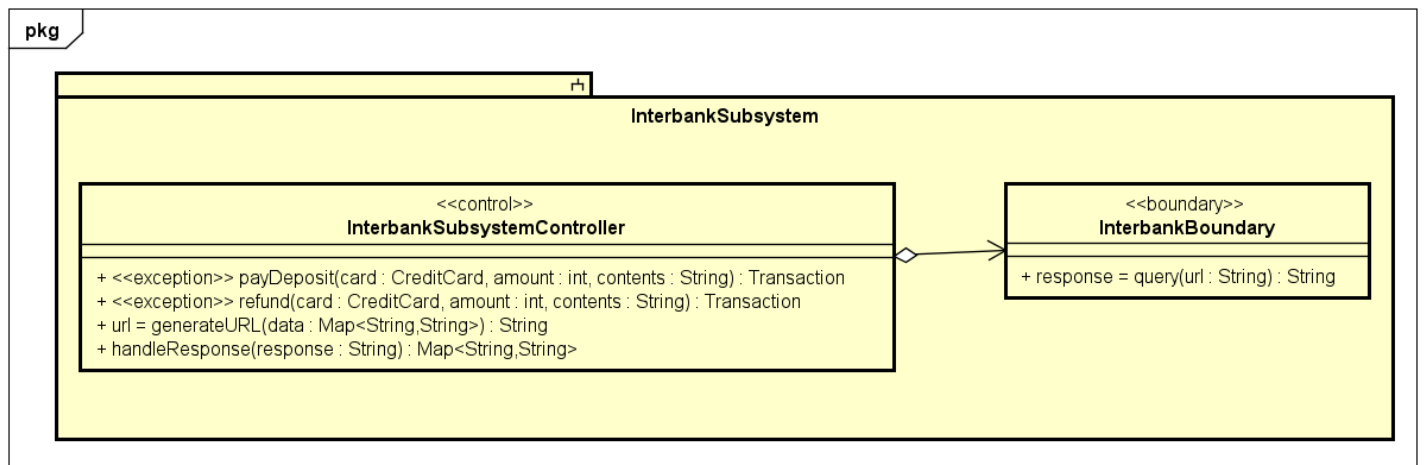 pkg
InterbankSubsystem
<<control>>
InterbankSubsystemController
+ <<exception>> payDeposit(card : CreditCard, amount : int, contents : String) : Transaction
+ <<exception>> refund(card : CreditCard, amount : int, contents : String) : Transaction
+ url = generateURL(data : Map<String,String>) : String
+ handleResponse(response : String) : Map<String,String>
<<boundary>>
InterbankBoundary
+ response = query(url : String) : String